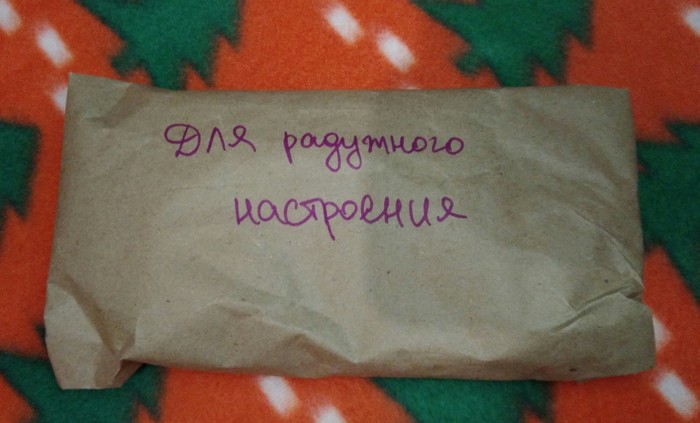 Для радужного
настроения